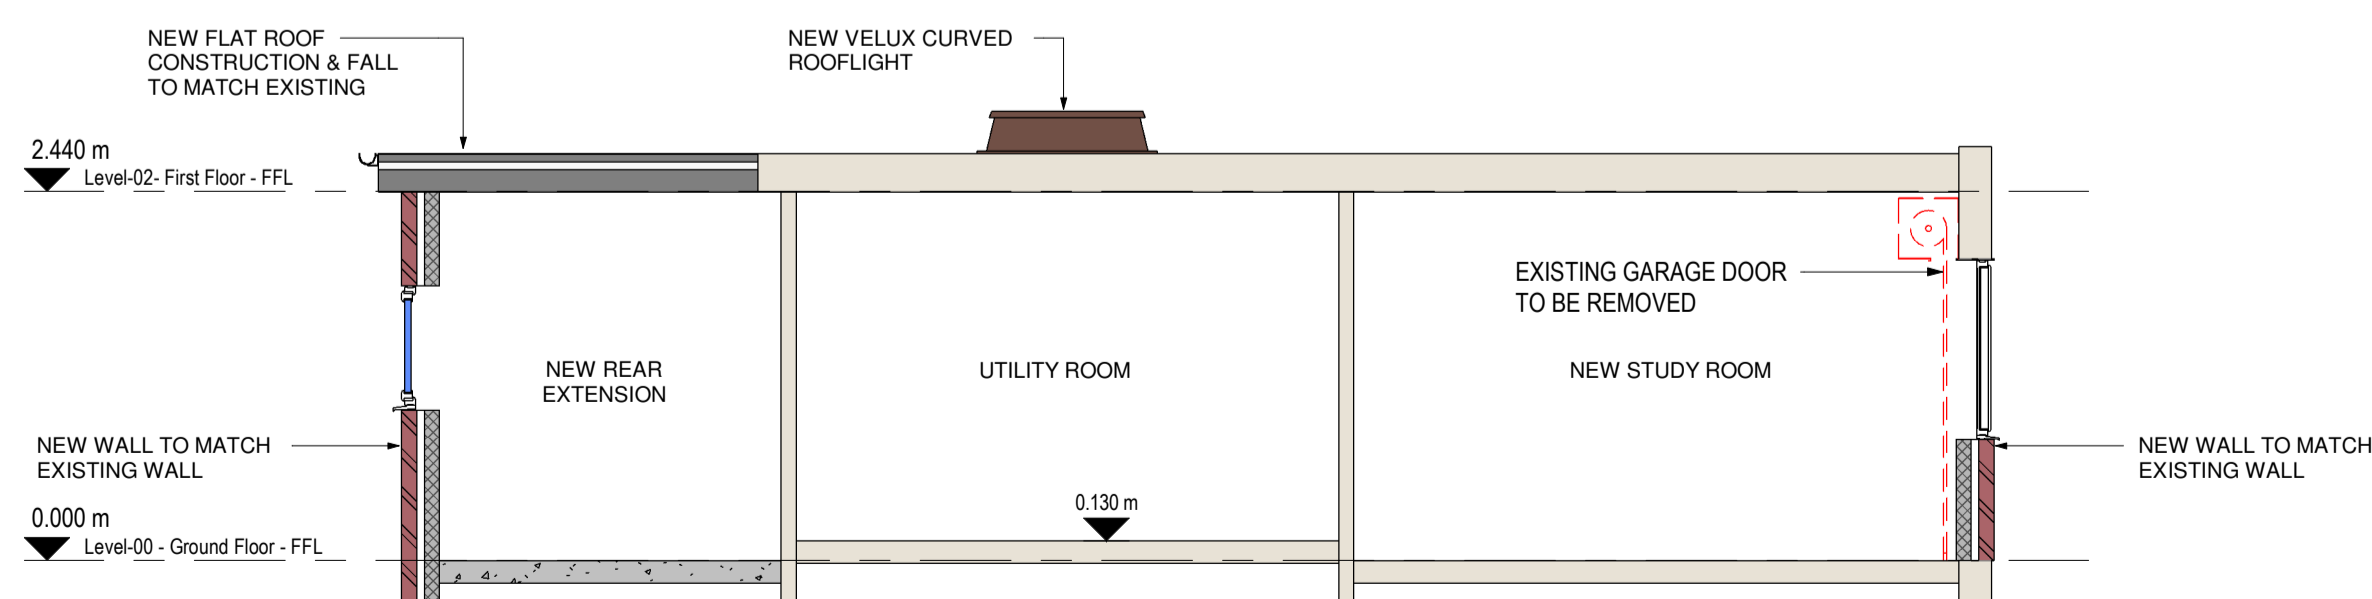 NEW FLAT ROOF
CONSTRUCTION & FALL
TO MATCH EXISTING
NEW VELUX CURVED
ROOFLIGHT
2.440 m
Level-02- First Floor - FFL
EXISTING GARAGE DOOR
TO BE REMOVED
NEW REAR
EXTENSION
UTILITY ROOM
NEW STUDY ROOM
NEW WALL TO MATCH
EXISTING WALL
NEW WALL TO MATCH
EXISTING WALL
0.130 m
0.000 m
Level-00 - Ground Floor - FFL